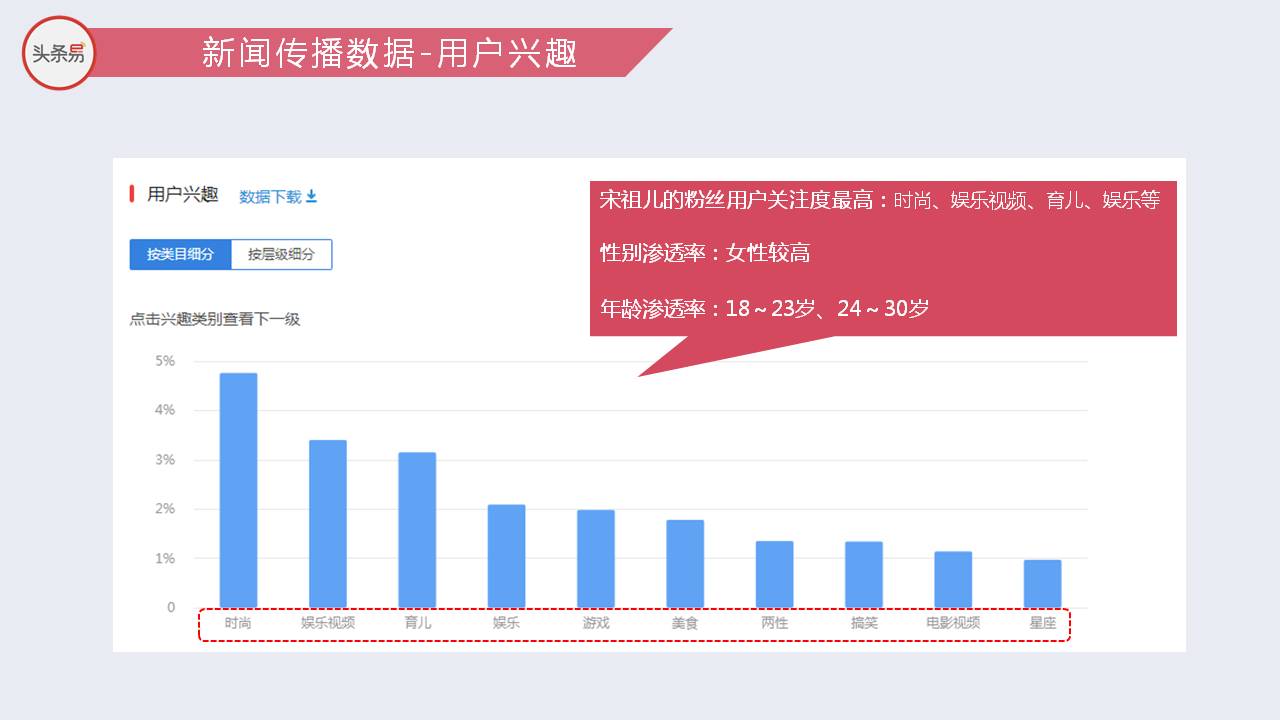 头条易
新闻传播数据-用户兴趣
用户兴趣 数据下载
按类目细分 按层级细分
点击兴趣类别查看下一级
宋祖儿的粉丝用户关注度最高：时尚、娱乐视频、育儿、娱乐等
性别渗透率：女性较高
年龄渗透率：18～23岁、24～30岁
5%
4%
3%
2%
1%
0
时尚 娱乐视频 育儿 娱乐 游戏 美食 两性 搞笑 电影视频 星座